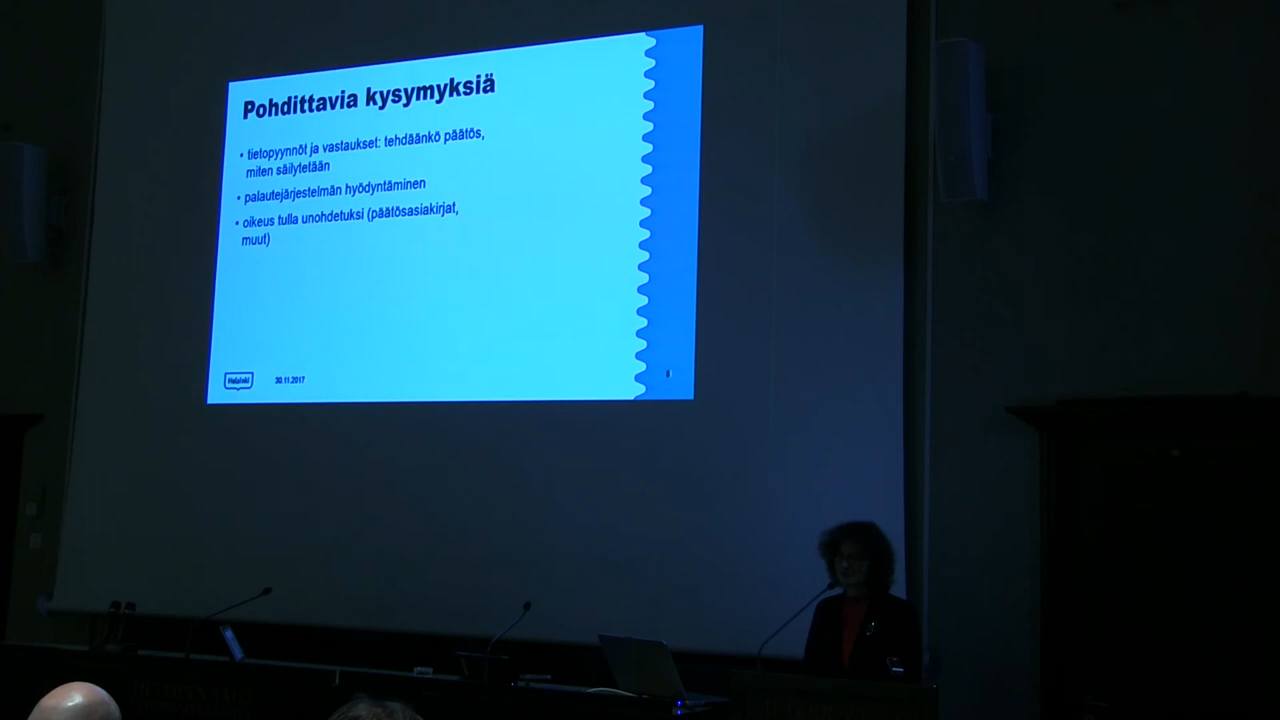 Pohdittavia kysymyksiä
• tietopyynnöt ja vastaukset: tehdäänkö päätös,
miten säilytetään
• palautejärjestelmän hyödyntäminen
• oikeus tulla unohdetuksi (päätösasiakirjat,
muut)
Helsinki
30.11.2017